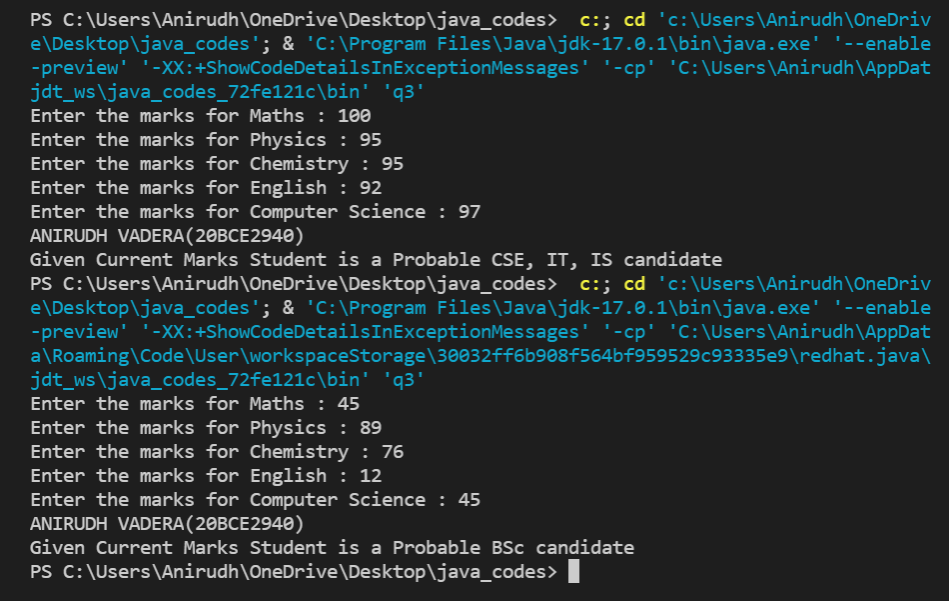 PS C:\Users\Anirudh\OneDrive\Desktop\java_codes>  c:; cd 'c:\Users\Anirudh\OneDriv
e\Desktop\java_codes'; & 'C:\Program Files\Java\jdk-17.0.1\bin\java.exe' '--enable
-preview' '-XX:+ShowCodeDetailsInExceptionMessages' '-cp' 'C:\Users\Anirudh\AppDat
jdt_ws\java_codes_72fe121c\bin' 'q3'
Enter the marks for Maths : 100
Enter the marks for Physics : 95
Enter the marks for Chemistry : 95
Enter the marks for English : 92
Enter the marks for Computer Science : 97
ANIRUDH VADERA(20BCE2940)
Given Current Marks Student is a Probable CSE, IT, IS candidate
PS C:\Users\Anirudh\OneDrive\Desktop\java_codes>  c:; cd 'c:\Users\Anirudh\OneDriv
e\Desktop\java_codes'; & 'C:\Program Files\Java\jdk-17.0.1\bin\java.exe' '--enable
-preview' '-XX:+ShowCodeDetailsInExceptionMessages' '-cp' 'C:\Users\Anirudh\AppDat
a\Roaming\Code\User\workspaceStorage\30032ff6b908f564bf959529c93335e9\redhat.java\
jdt_ws\java_codes_72fe121c\bin' 'q3'
Enter the marks for Maths : 45
Enter the marks for Physics : 89
Enter the marks for Chemistry : 76
Enter the marks for English : 12
Enter the marks for Computer Science : 45
ANIRUDH VADERA(20BCE2940)
Given Current Marks Student is a Probable BSc candidate
PS C:\Users\Anirudh\OneDrive\Desktop\java_codes>